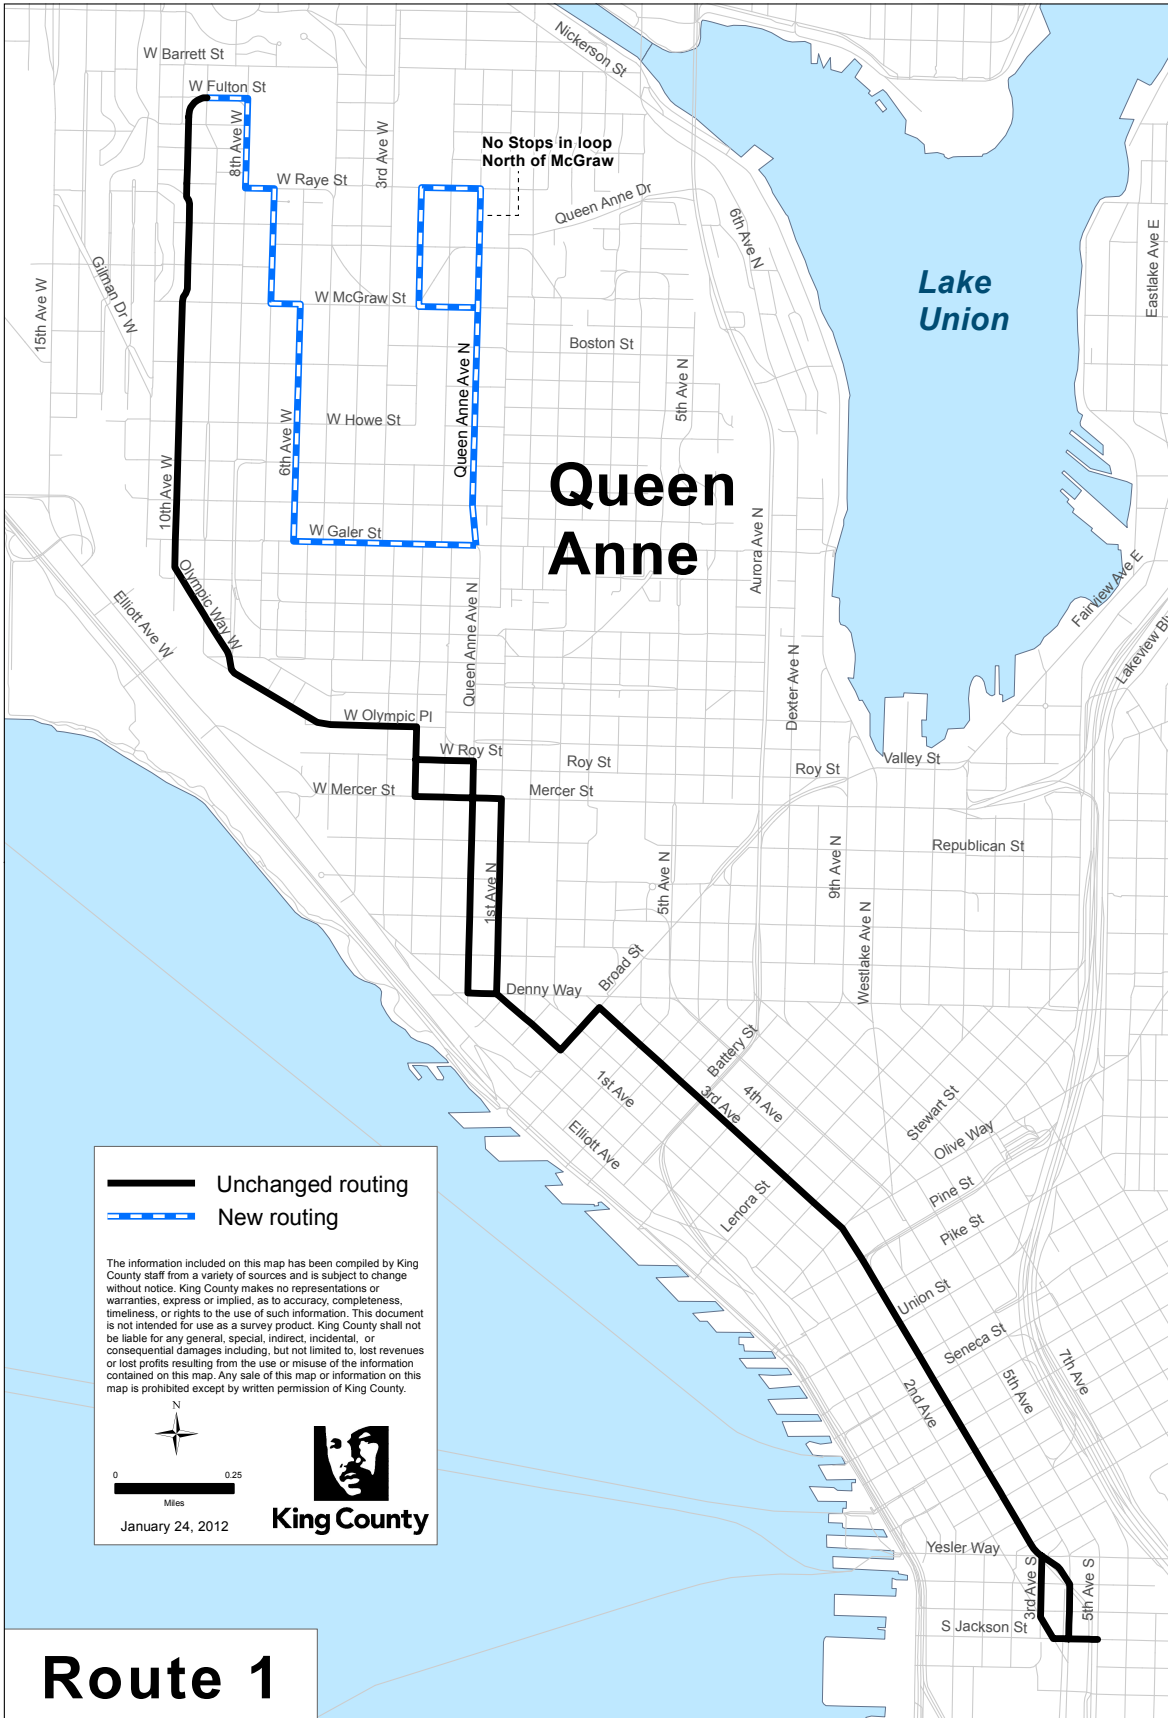 Nickerson St
W Barrett St
W Fulton St
8th Ave W
3rd Ave W
No Stops in loop
North of McGraw
W Raye St
Queen Anne Dr
6th Ave N
Eastlake Ave E
Gilman Dr W
15th Ave W
W McGraw St
Lake
Union
Boston St
Queen Anne Ave N
5th Ave N
W Howe St
6th Ave W
10th Ave W
Queen
Anne
W Galer St
Aurora Ave N
Olympic Way W
Elliott Ave W
Queen Anne Ave N
Fairview Ave E
Dexter Ave N
W Olympic Pl
W Roy St
Roy St
Roy St
Valley St
W Mercer St
Mercer St
Republican St
1st Ave N
5th Ave N
9th Ave N
Westlake Ave N
Denny Way
Broad St
Battery St
1st Ave
3rd Ave
4th Ave
Stewart St
Olive Way
Elliott Ave
Lenora St
Pine St
Pike St
Union St
Seneca St
2nd Ave
5th Ave
7th Ave
Yesler Way
3rd Ave S
5th Ave S
S Jackson St
Unchanged routing
New routing
The information included on this map has been compiled by King
County staff from a variety of sources and is subject to change
without notice. King County makes no representations or
warranties, express or implied, as to accuracy, completeness,
timeliness, or rights to the use of such information. This document
is not intended for use as a survey product. King County shall not
be liable for any general, special, indirect, incidental, or
consequential damages including, but not limited to, lost revenues
or lost profits resulting from the use or misuse of the information
contained on this map. Any sale of this map or information on this
map is prohibited except by written permission of King County.
N
0 0.25
Miles
January 24, 2012
King County
Route 1
Lakeview